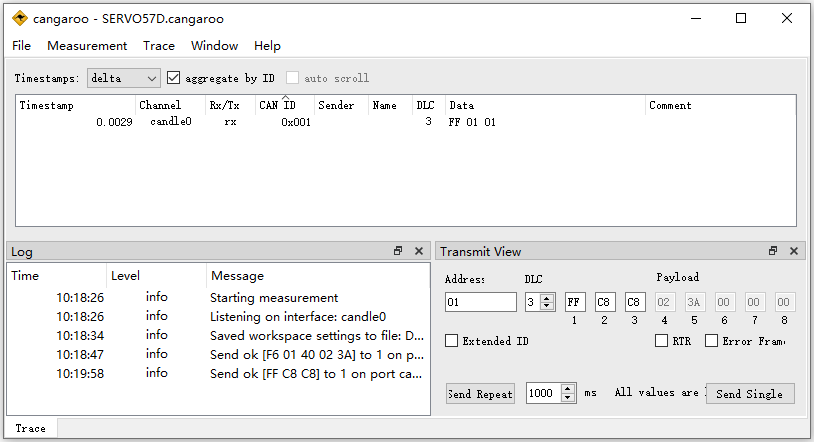 cangaroo - SERVO57D.cangaroo
File Measurement Trace Window Help
Timestamps: delta aggregate by ID auto scroll
Timestamp Channel Rx/Tx CAN ID Sender Name DLC Data Comment
0.0029 candle0 rx 0x001 3 FF 01 01
Log
Time Level Message
10:18:26 info Starting measurement
10:18:26 info Listening on interface: candle0
10:18:34 info Saved workspace settings to file: D...
10:18:47 info Send ok [F6 01 40 02 3A] to 1 on p...
10:19:58 info Send ok [FF C8 C8] to 1 on port ca...
Transmit View
Address DLC Payload
01 3 FF C8 C8 02 3A 00 00 00
1 2 3 4 5 6 7 8
Extended ID RTR Error Frame
Send Repeat 1000 ms All values are Send Single
Trace